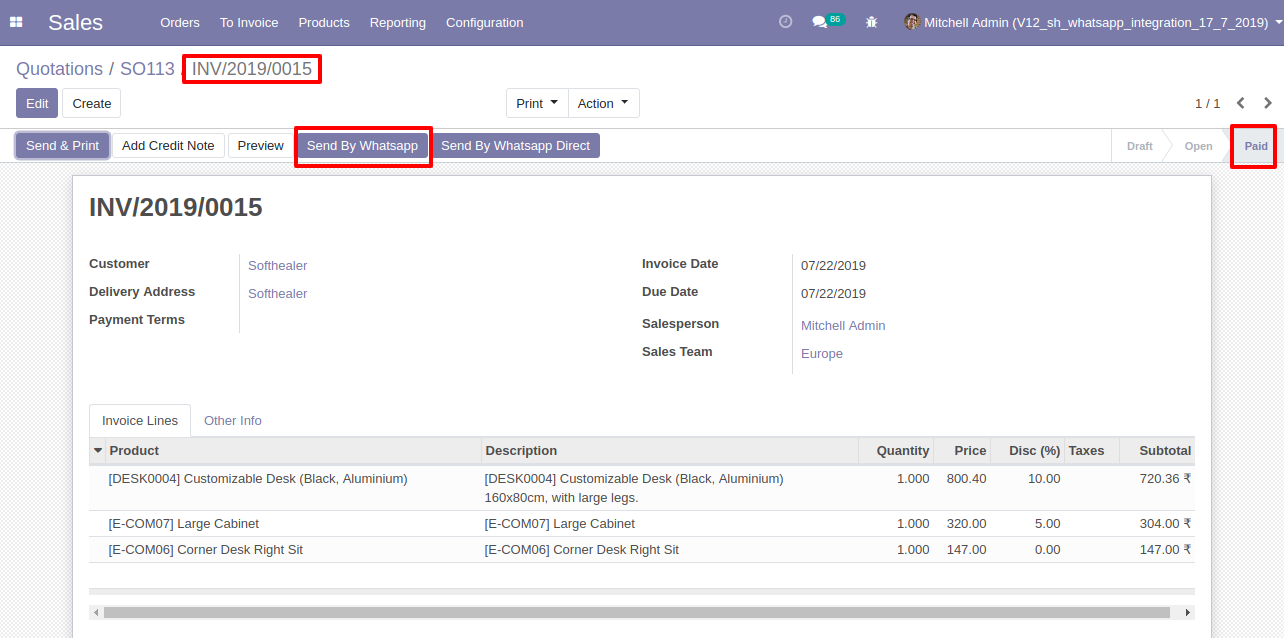 Sales Orders To Invoice Products Reporting Configuration 86 Mitchell Admin (V12_sh_whatsapp_integration_17_7_2019)
Quotations / SO113 / INV/2019/0015
Edit Create Print Action 1 / 1
Send & Print Add Credit Note Preview Send By Whatsapp Send By Whatsapp Direct Draft Open Paid
INV/2019/0015
Customer Softhealer Invoice Date 07/22/2019
Delivery Address Softhealer Due Date 07/22/2019
Payment Terms Salesperson Mitchell Admin
Sales Team Europe
Invoice Lines Other Info
Product Description Quantity Price Disc (%) Taxes Subtotal
[DESK0004] Customizable Desk (Black, Aluminium) [DESK0004] Customizable Desk (Black, Aluminium) 1.000 800.40 10.00 720.36 ₹
160x80cm, with large legs.
[E-COM07] Large Cabinet [E-COM07] Large Cabinet 1.000 320.00 5.00 304.00 ₹
[E-COM06] Corner Desk Right Sit [E-COM06] Corner Desk Right Sit 1.000 147.00 0.00 147.00 ₹